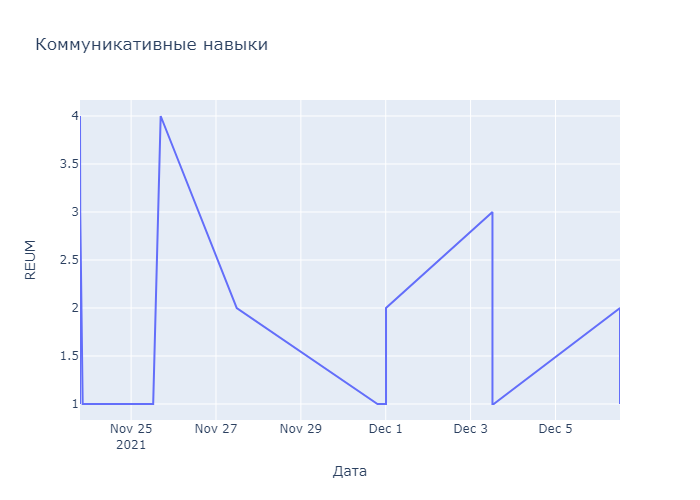 Коммуникативные навыки
4
3.5
3
2.5
2
1.5
1
REUM
Nov 25
2021
Nov 27
Nov 29
Dec 1
Dec 3
Dec 5
Дата